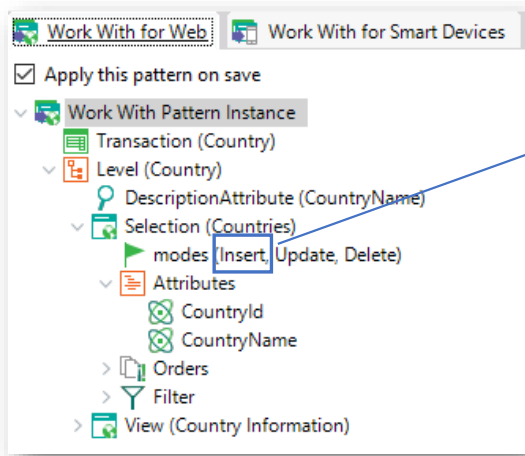 Work With for Web Work With for Smart Devices
Apply this pattern on save
Work With Pattern Instance
Transaction (Country)
Level (Country)
DescriptionAttribute (CountryName)
Selection (Countries)
modes (Insert, Update, Delete)
Attributes
CountryId
CountryName
Orders
Filter
View (Country Information)